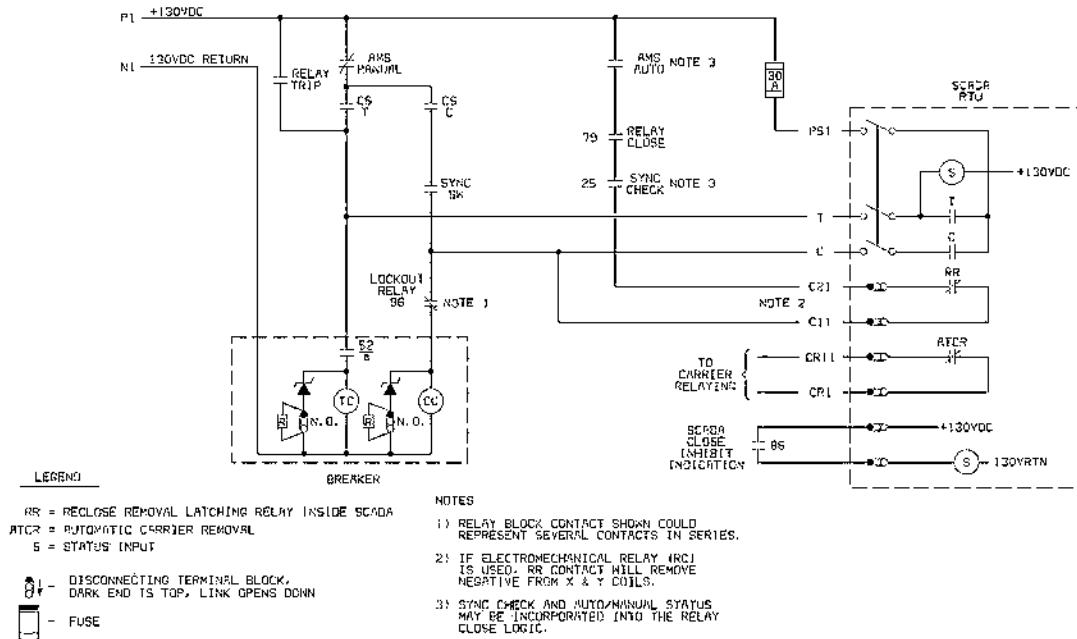 P1 +130VDC
N1 130VDC RETURN
RELAY
TRIP
AMS
MANUAL
CS
T
CS
C
SYNC
SW
AMS
AUTO NOTE 3
79 RELAY
CLOSE
25 SYNC
CHECK NOTE 3
30
A
SCADA
RTU
PS1
S
+130VDC
T
T
C
C
LOCKOUT
RELAY
86
NOTE 1
C21
RR
NOTE 2
C11
TO
CARRIER
RELAYING
CR11
ATCR
CR1
SCADA
CLOSE
INHIBIT
INDICATION
86
+130VDC
S
130VRTN
52
a
TC
CC
R
N.O.
R
N.O.
BREAKER
LEGEND
RR = RECLOSE REMOVAL LATCHING RELAY INSIDE SCADA
ATCR = AUTOMATIC CARRIER REMOVAL
S = STATUS INPUT
- DISCONNECTING TERMINAL BLOCK,
DARK END IS TOP, LINK OPENS DOWN
- FUSE
NOTES
1) RELAY BLOCK CONTACT SHOWN COULD
REPRESENT SEVERAL CONTACTS IN SERIES.
2) IF ELECTROMECHANICAL RELAY (RC)
IS USED, RR CONTACT WILL REMOVE
NEGATIVE FROM X & Y COILS.
3) SYNC CHECK AND AUTO/MANUAL STATUS
MAY BE INCORPORATED INTO THE RELAY
CLOSE LOGIC.